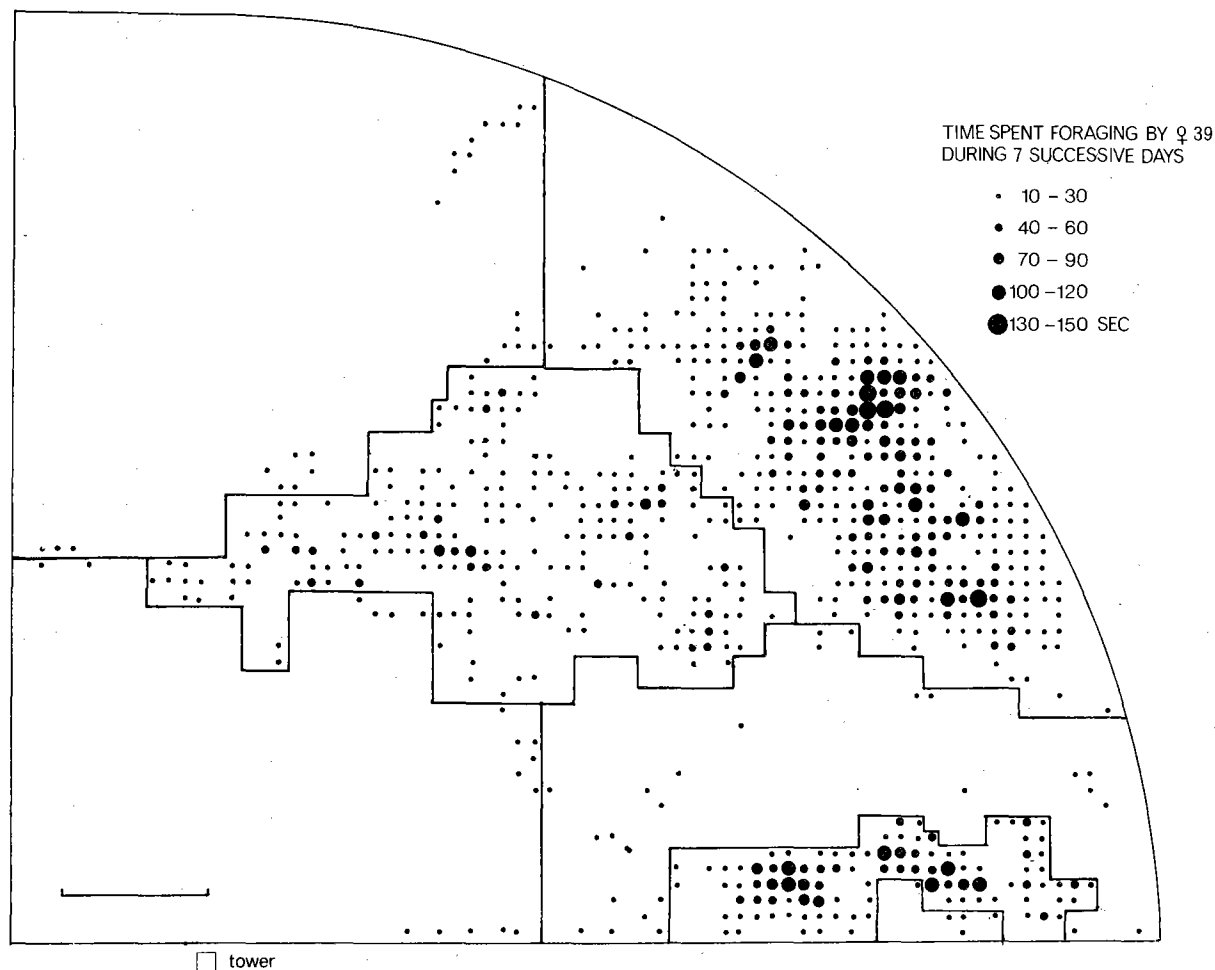 TIME SPENT FORAGING BY ♀ 39
DURING 7 SUCCESSIVE DAYS
10 – 30
40 – 60
70 – 90
100 – 120
130 – 150 SEC
tower